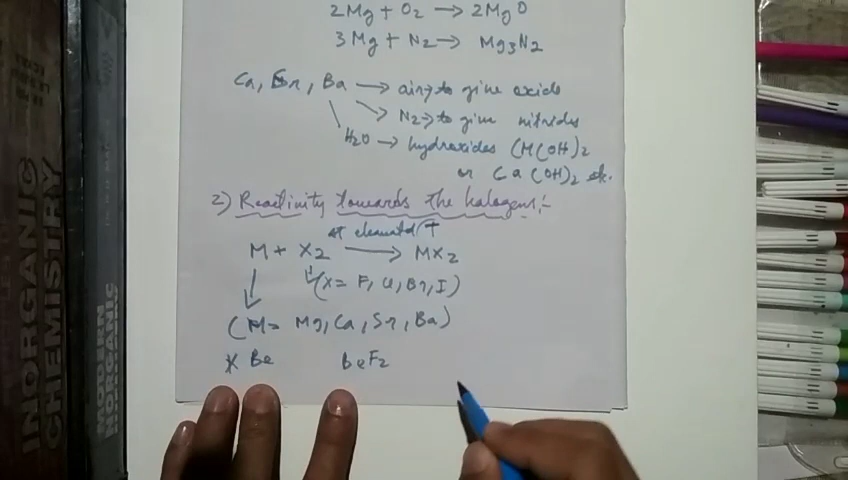 2Mg + O2 → 2MgO
3Mg + N2 → Mg3N2
Ca, Sr, Ba → air → to give oxide
→ N2 → to give nitrides
H2O → hydroxides (M(OH)2
or Ca(OH)2 etc.
2) Reactivity towards the halogens :-
at elevated T
M + X2 → MX2
(X = F, Cl, Br, I)
(M = Mg, Ca, Sr, Ba)
* Be BeF2
INORGANIC
CHEMISTRY
MODERN
INORGANIC